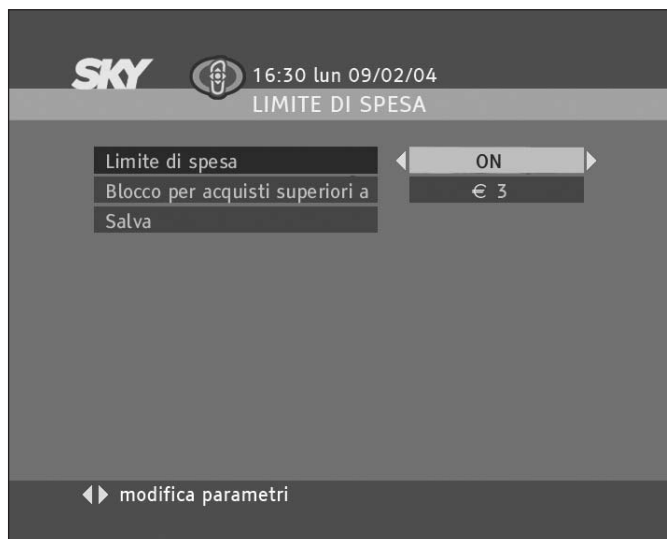 SKY
16:30 lun 09/02/04
LIMITE DI SPESA
Limite di spesa ON
Blocco per acquisti superiori a € 3
Salva
modifica parametri